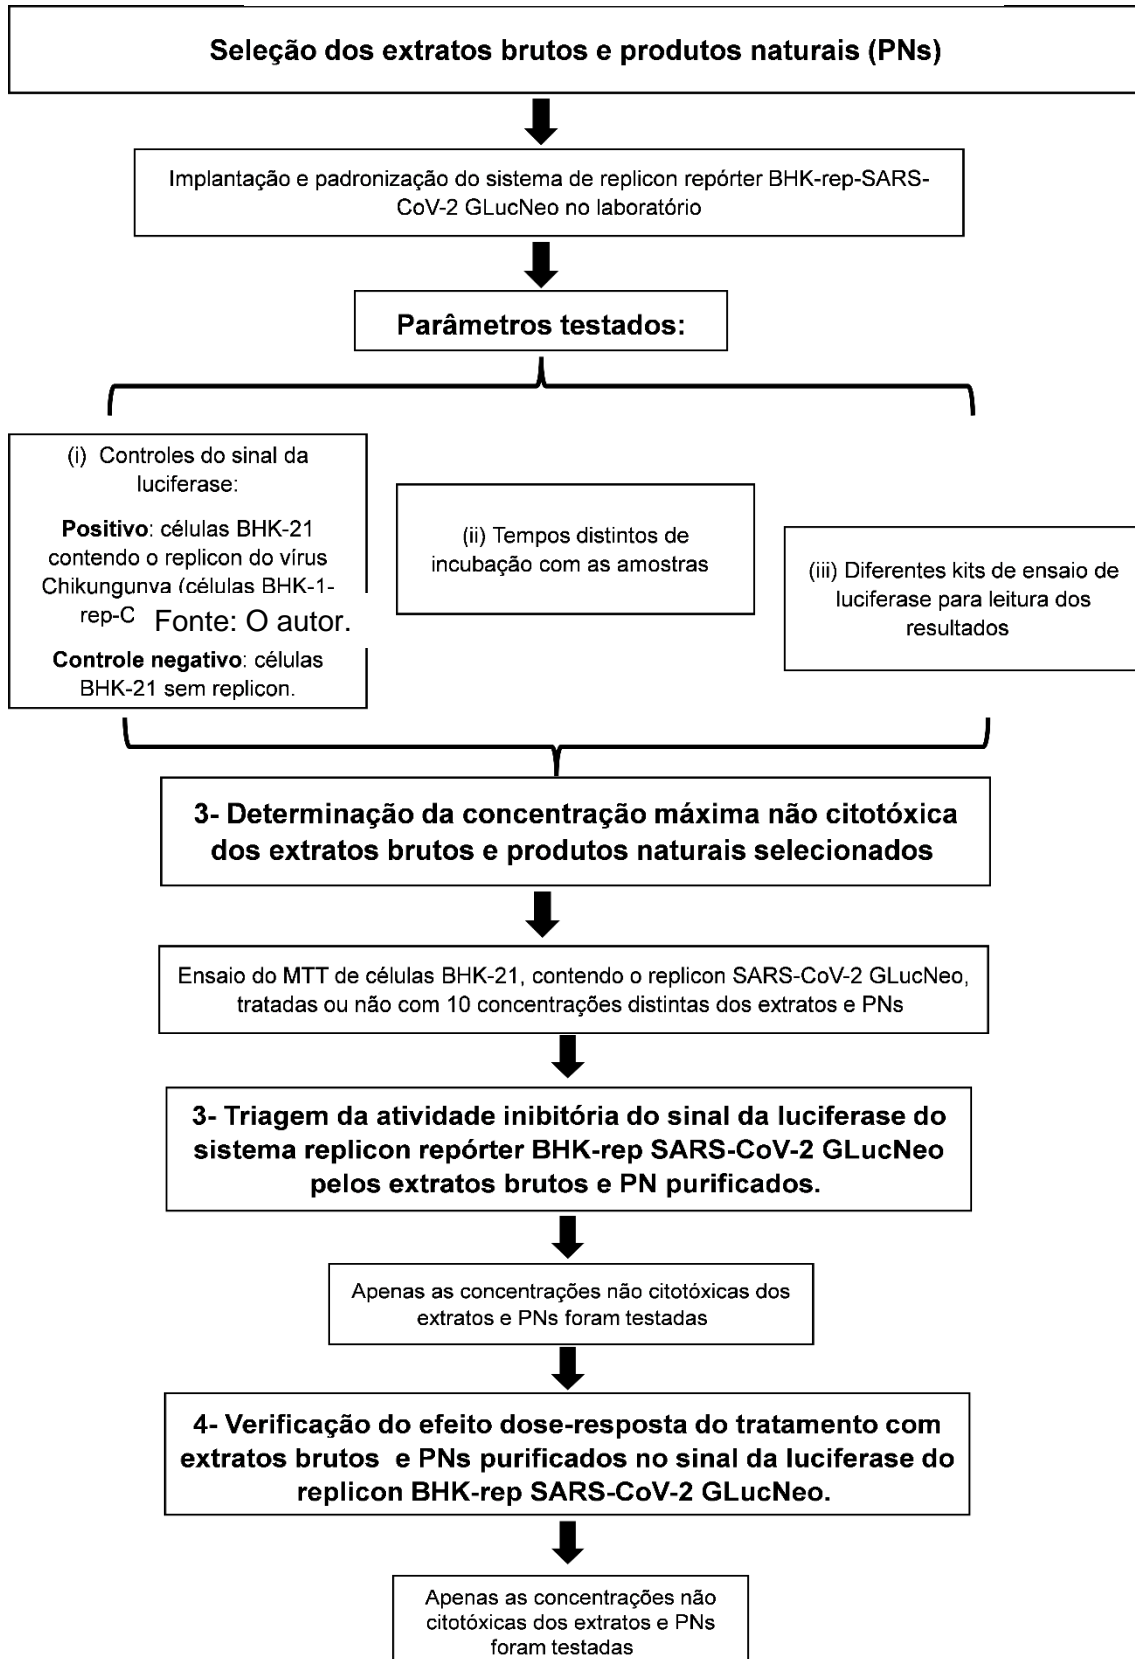 Seleção dos extratos brutos e produtos naturais (PNs)
Implantação e padronização do sistema de replicon repórter BHK-rep-SARS-
CoV-2 GLucNeo no laboratório
Parâmetros testados:
(i) Controles do sinal da
luciferase:
Positivo: células BHK-21
contendo o replicon do vírus
Chikungunya (células BHK-1-
rep-C
Fonte: O autor.
Controle negativo: células
BHK-21 sem replicon.
(ii) Tempos distintos de
incubação com as amostras
(iii) Diferentes kits de ensaio de
luciferase para leitura dos
resultados
3- Determinação da concentração máxima não citotóxica
dos extratos brutos e produtos naturais selecionados
Ensaio do MTT de células BHK-21, contendo o replicon SARS-CoV-2 GLucNeo,
tratadas ou não com 10 concentrações distintas dos extratos e PNs
3- Triagem da atividade inibitória do sinal da luciferase do
sistema replicon repórter BHK-rep SARS-CoV-2 GLucNeo
pelos extratos brutos e PN purificados.
Apenas as concentrações não citotóxicas dos
extratos e PNs foram testadas
4- Verificação do efeito dose-resposta do tratamento com
extratos brutos e PNs purificados no sinal da luciferase do
replicon BHK-rep SARS-CoV-2 GLucNeo.
Apenas as concentrações não
citotóxicas dos extratos e PNs
foram testadas